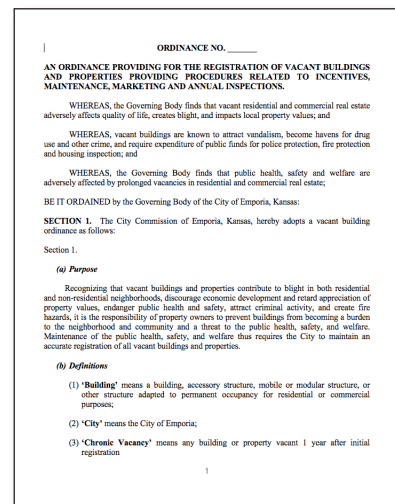 ORDINANCE NO. ______
AN ORDINANCE PROVIDING FOR THE REGISTRATION OF VACANT BUILDINGS
AND PROPERTIES PROVIDING PROCEDURES RELATED TO INCENTIVES,
MAINTENANCE, MARKETING AND ANNUAL INSPECTIONS.
WHEREAS, the Governing Body finds that vacant residential and commercial real estate
adversely affects quality of life, creates blight, and impacts local property values; and
WHEREAS, vacant buildings are known to attract vandalism, become havens for drug
use and other crime, and require expenditure of public funds for police protection, fire protection
and housing inspection; and
WHEREAS, the Governing Body finds that public health, safety and welfare are
adversely affected by prolonged vacancies in residential and commercial real estate;
BE IT ORDAINED by the Governing Body of the City of Emporia, Kansas:
SECTION 1. The City Commission of Emporia, Kansas, hereby adopts a vacant building
ordinance as follows:
Section 1.
(a) Purpose
Recognizing that vacant buildings and properties contribute to blight in both residential
and non-residential neighborhoods, discourage economic development and retard appreciation of
property values, endanger public health and safety, attract criminal activity, and create fire
hazards, it is the responsibility of property owners to prevent buildings from becoming a burden
to the neighborhood and community and a threat to the public health, safety, and welfare.
Maintenance of the public health, safety, and welfare thus requires the City to maintain an
accurate registration of all vacant buildings and properties.
(b) Definitions
(1) 'Building' means a building, accessory structure, mobile or modular structure, or
other structure adapted to permanent occupancy for residential or commercial
purposes;
(2) 'City' means the City of Emporia;
(3) 'Chronic Vacancy' means any building or property vacant 1 year after initial
registration
1